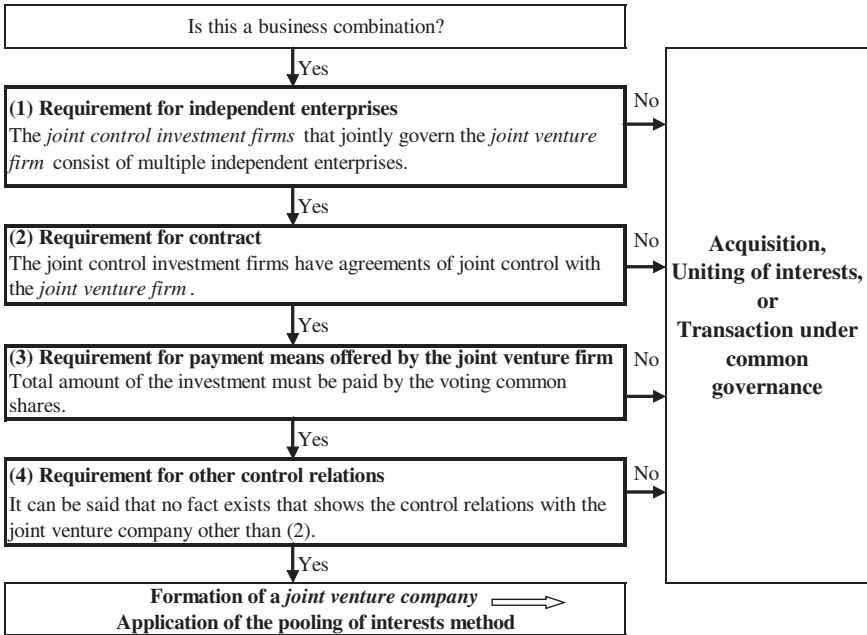 Is this a business combination?
Yes
(1) Requirement for independent enterprises
The joint control investment firms that jointly govern the joint venture
firm consist of multiple independent enterprises.
No
Yes
(2) Requirement for contract
The joint control investment firms have agreements of joint control with
the joint venture firm.
No
Yes
(3) Requirement for payment means offered by the joint venture firm
Total amount of the investment must be paid by the voting common
shares.
No
Yes
(4) Requirement for other control relations
It can be said that no fact exists that shows the control relations with the
joint venture company other than (2).
No
Yes
Formation of a joint venture company
Application of the pooling of interests method
Acquisition,
Uniting of interests,
or
Transaction under
common
governance